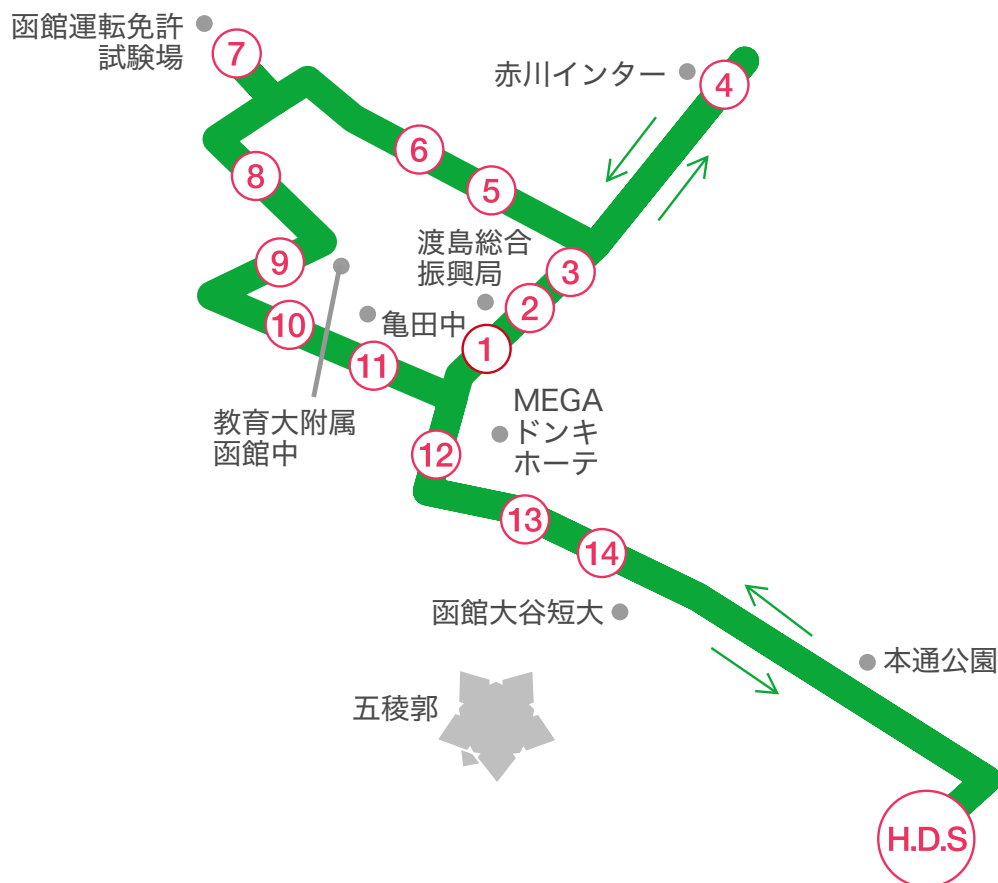 函館運転免許
試験場
7
赤川インター
4
6
8
5
渡島総合
振興局
3
9
2
10
亀田中
1
11
教育大附属
函館中
MEGA
ドンキ
ホーテ
12
13
14
函館大谷短大
本通公園
五稜郭
H.D.S